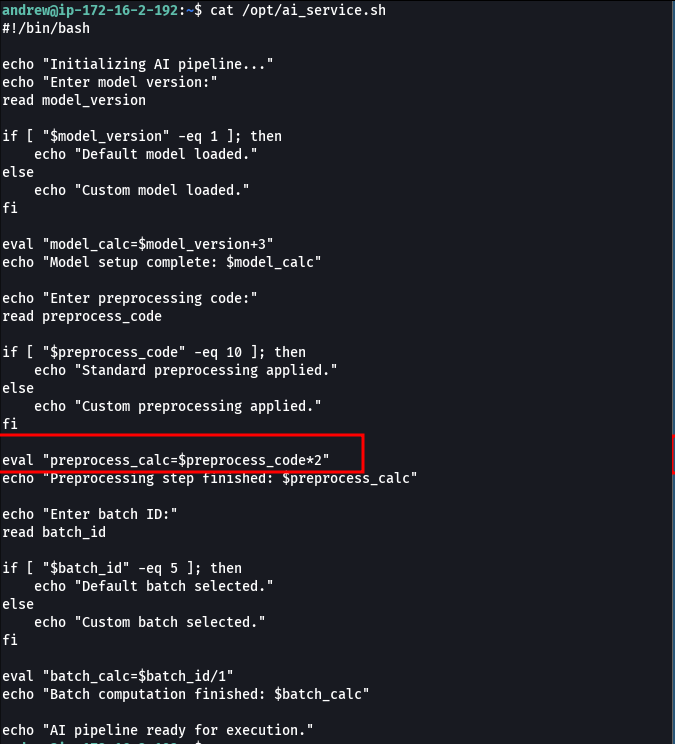 andrew@ip-172-16-2-192:~$ cat /opt/ai_service.sh
#!/bin/bash
echo "Initializing AI pipeline..."
echo "Enter model version:"
read model_version
if [ "$model_version" -eq 1 ]; then
    echo "Default model loaded."
else
    echo "Custom model loaded."
fi
eval "model_calc=$model_version+3"
echo "Model setup complete: $model_calc"
echo "Enter preprocessing code:"
read preprocess_code
if [ "$preprocess_code" -eq 10 ]; then
    echo "Standard preprocessing applied."
else
    echo "Custom preprocessing applied."
fi
eval "preprocess_calc=$preprocess_code*2"
echo "Preprocessing step finished: $preprocess_calc"
echo "Enter batch ID:"
read batch_id
if [ "$batch_id" -eq 5 ]; then
    echo "Default batch selected."
else
    echo "Custom batch selected."
fi
eval "batch_calc=$batch_id/1"
echo "Batch computation finished: $batch_calc"
echo "AI pipeline ready for execution."